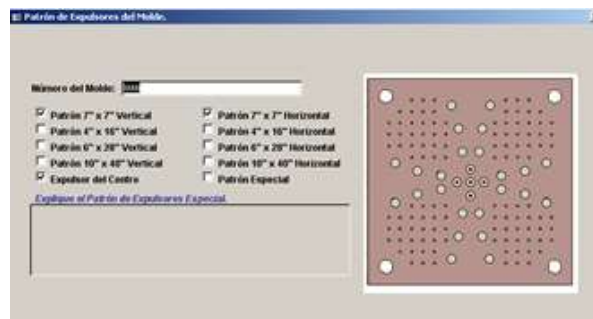 Patrón de Expulsores del Molde.
Número del Molde:
Patrón 7" x 7" Vertical
Patrón 7" x 7" Horizontal
Patrón 4" x 16" Vertical
Patrón 4" x 16" Horizontal
Patrón 6" x 28" Vertical
Patrón 6" x 28" Horizontal
Patrón 10" x 40" Vertical
Patrón 10" x 40" Horizontal
Expulsor del Centro
Patrón Especial
Explique el Patrón de Expulsores Especial.